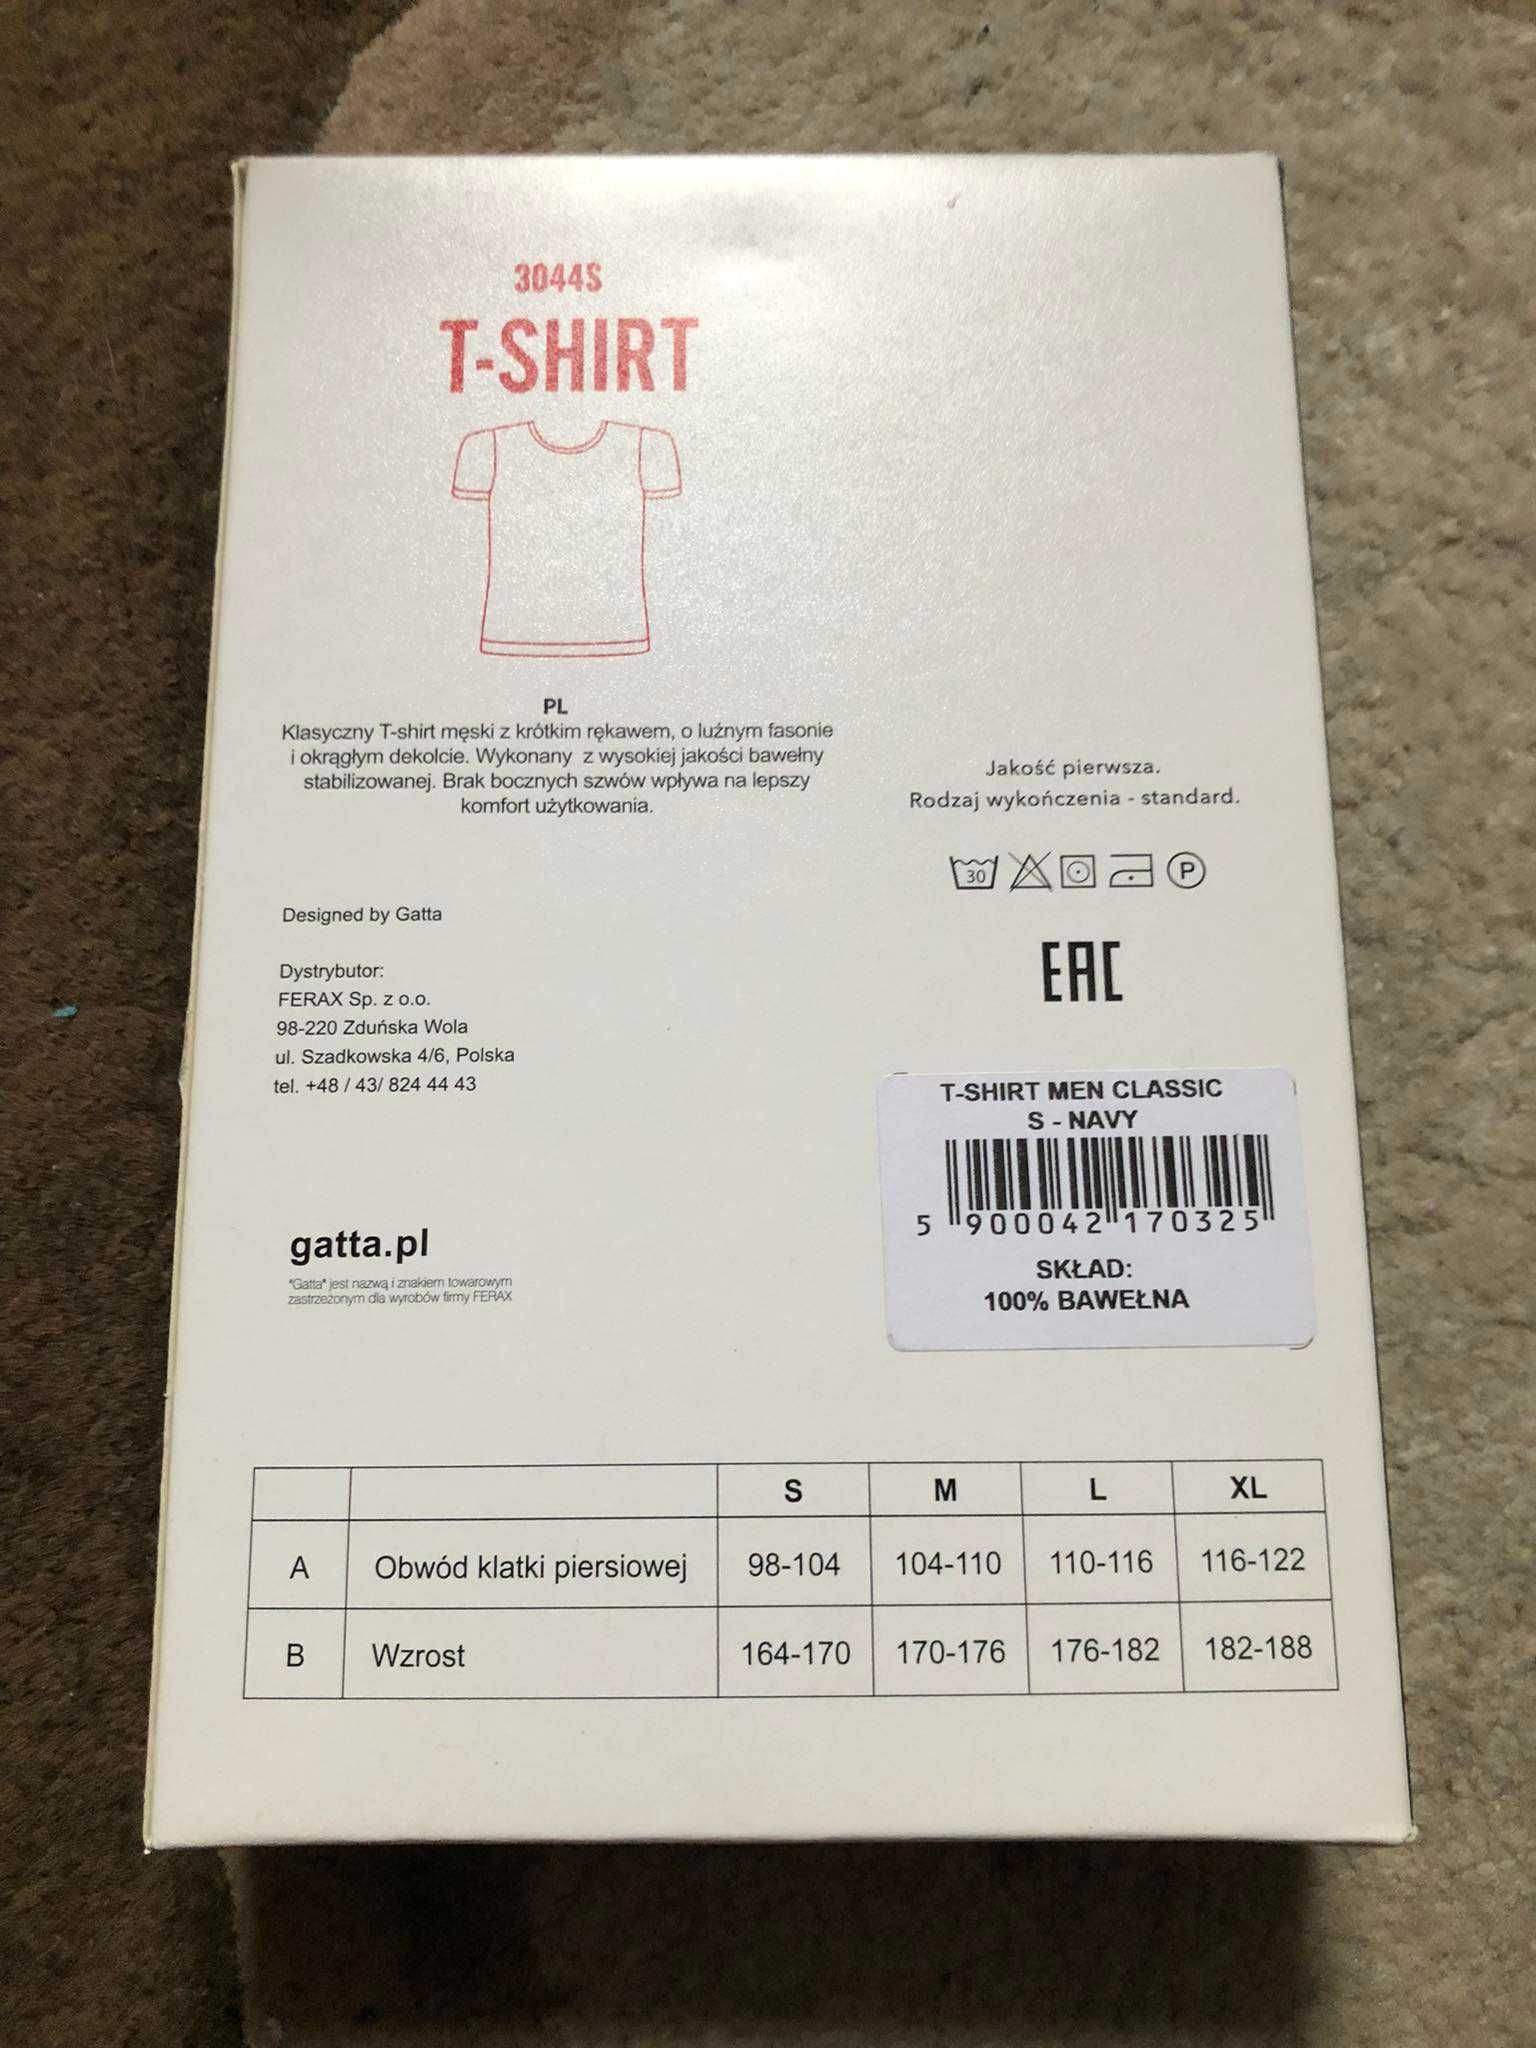 3044S
T-SHIRT
PL
Klasyczny T-shirt męski z krótkim rękawem, o luźnym fasonie
i okrągłym dekolcie. Wykonany z wysokiej jakości bawełny
stabilizowanej. Brak bocznych szwów wpływa na lepszy
komfort użytkowania.
Jakość pierwsza.
Rodzaj wykończenia - standard.
30
P
Designed by Gatta
EAC
Dystrybutor:
FERAX Sp. z o.o.
98-220 Zduńska Wola
ul. Szadkowska 4/6, Polska
tel. +48 / 43/ 824 44 43
T-SHIRT MEN CLASSIC
S - NAVY
5 900042 170325
SKŁAD:
100% BAWEŁNA
gatta.pl
"Gatta" jest nazwą i znakiem towarowym
zastrzeżonym dla wyrobów firmy FERAX
S M L XL
A Obwód klatki piersiowej 98-104 104-110 110-116 116-122
B Wzrost 164-170 170-176 176-182 182-188